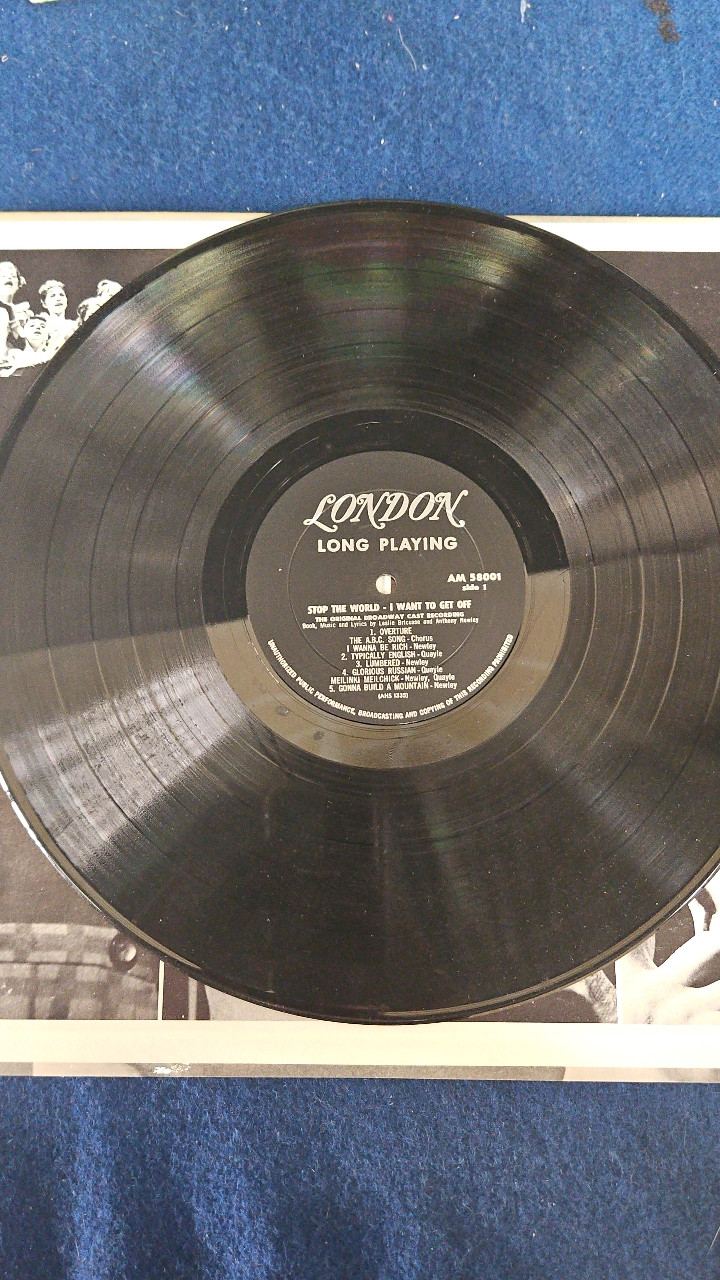 LONDON
LONG PLAYING
AM 58001
side 1
STOP THE WORLD - I WANT TO GET OFF
THE ORIGINAL BROADWAY CAST RECORDING
Book, Music and Lyrics by Leslie Bricusse and Anthony Newley
1. OVERTURE
THE A.B.C. SONG - Chorus
I WANNA BE RICH - Newley
2. TYPICALLY ENGLISH - Quayle
3. LUMBERED - Newley
4. GLORIOUS RUSSIAN - Quayle
MEILINKI MEILCHICK - Newley, Quayle
5. GONNA BUILD A MOUNTAIN - Newley
(AHS 1335)
UNAUTHORIZED PUBLIC PERFORMANCE, BROADCASTING AND COPYING OF THIS RECORDING PROHIBITED